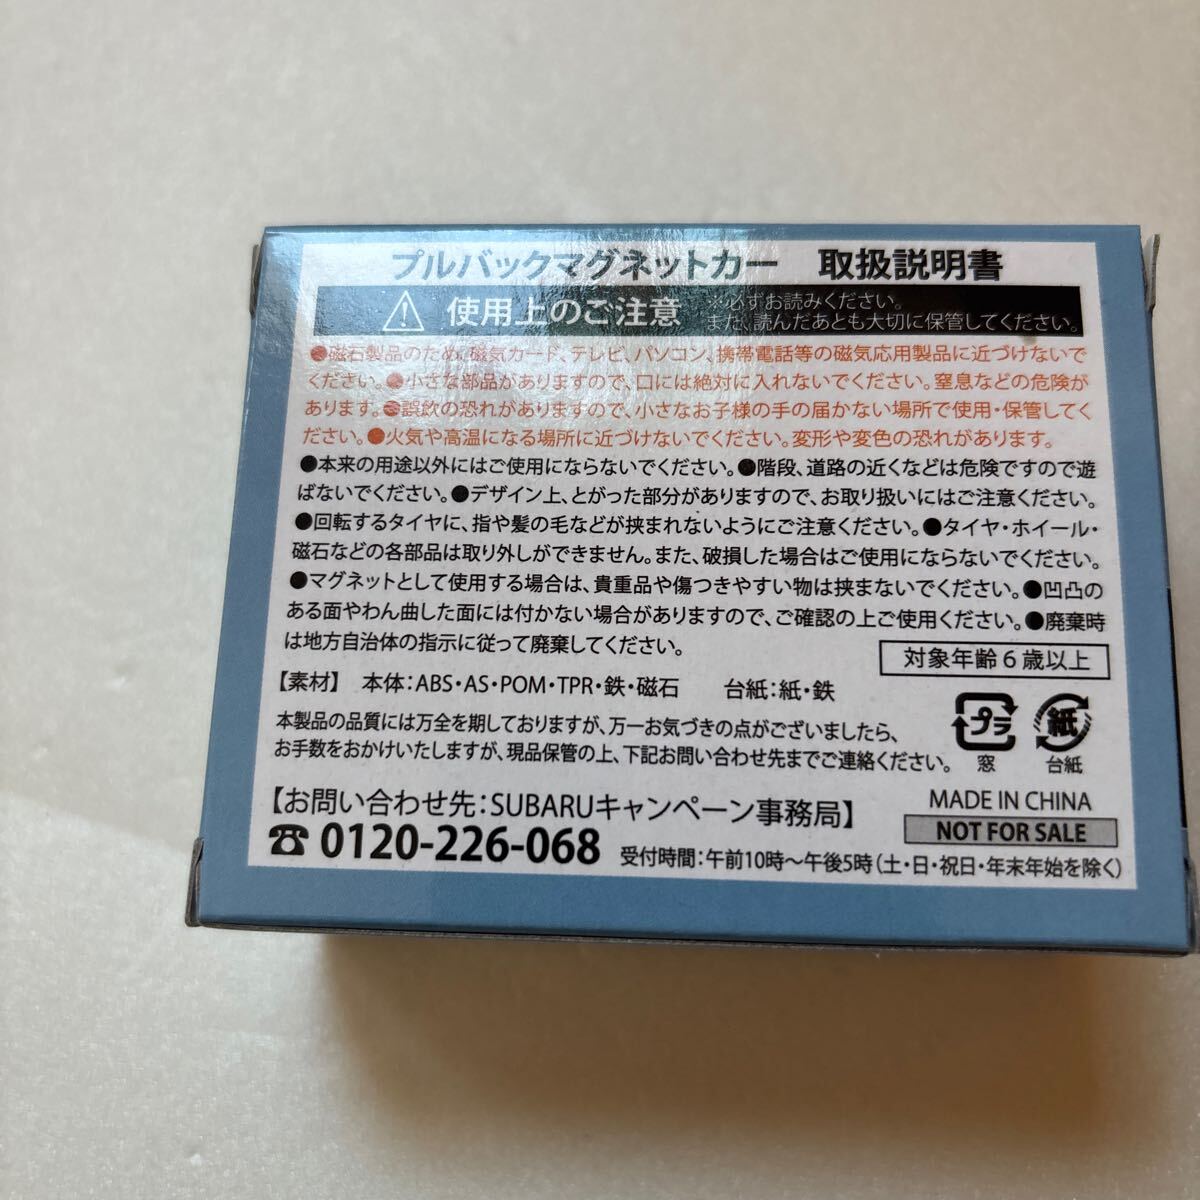 プルバックマグネットカー 取扱説明書
使用上のご注意 ※必ずお読みください。
また、読んだあとも大切に保管してください。
●磁石製品のため、磁気カード、テレビ、パソコン、携帯電話等の磁気応用製品に近づけないで
ください。●小さな部品がありますので、口には絶対に入れないでください。窒息などの危険が
あります。●誤飲の恐れがありますので、小さなお子様の手の届かない場所で使用・保管してく
ださい。●火気や高温になる場所に近づけないでください。変形や変色の恐れがあります。
●本来の用途以外にはご使用にならないでください。●階段、道路の近くなどは危険ですので遊
ばないでください。●デザイン上、とがった部分がありますので、お取り扱いにはご注意ください。
●回転するタイヤに、指や髪の毛などが挟まれないようにご注意ください。●タイヤ・ホイール・
磁石などの各部品は取り外しができません。また、破損した場合はご使用にならないでください。
●マグネットとして使用する場合は、貴重品や傷つきやすい物は挟まないでください。●凹凸の
ある面やわん曲した面には付かない場合がありますので、ご確認の上ご使用ください。●廃棄時
は地方自治体の指示に従って廃棄してください。
対象年齢6歳以上
【素材】 本体：ABS・AS・POM・TPR・鉄・磁石 台紙：紙・鉄
本製品の品質には万全を期しておりますが、万一お気づきの点がございましたら、
お手数をおかけいたしますが、現品保管の上、下記お問い合わせ先までご連絡ください。
プラ
窓
紙
台紙
【お問い合わせ先：SUBARUキャンペーン事務局】
☎ 0120-226-068 受付時間：午前10時～午後5時（土・日・祝日・年末年始を除く）
MADE IN CHINA
NOT FOR SALE